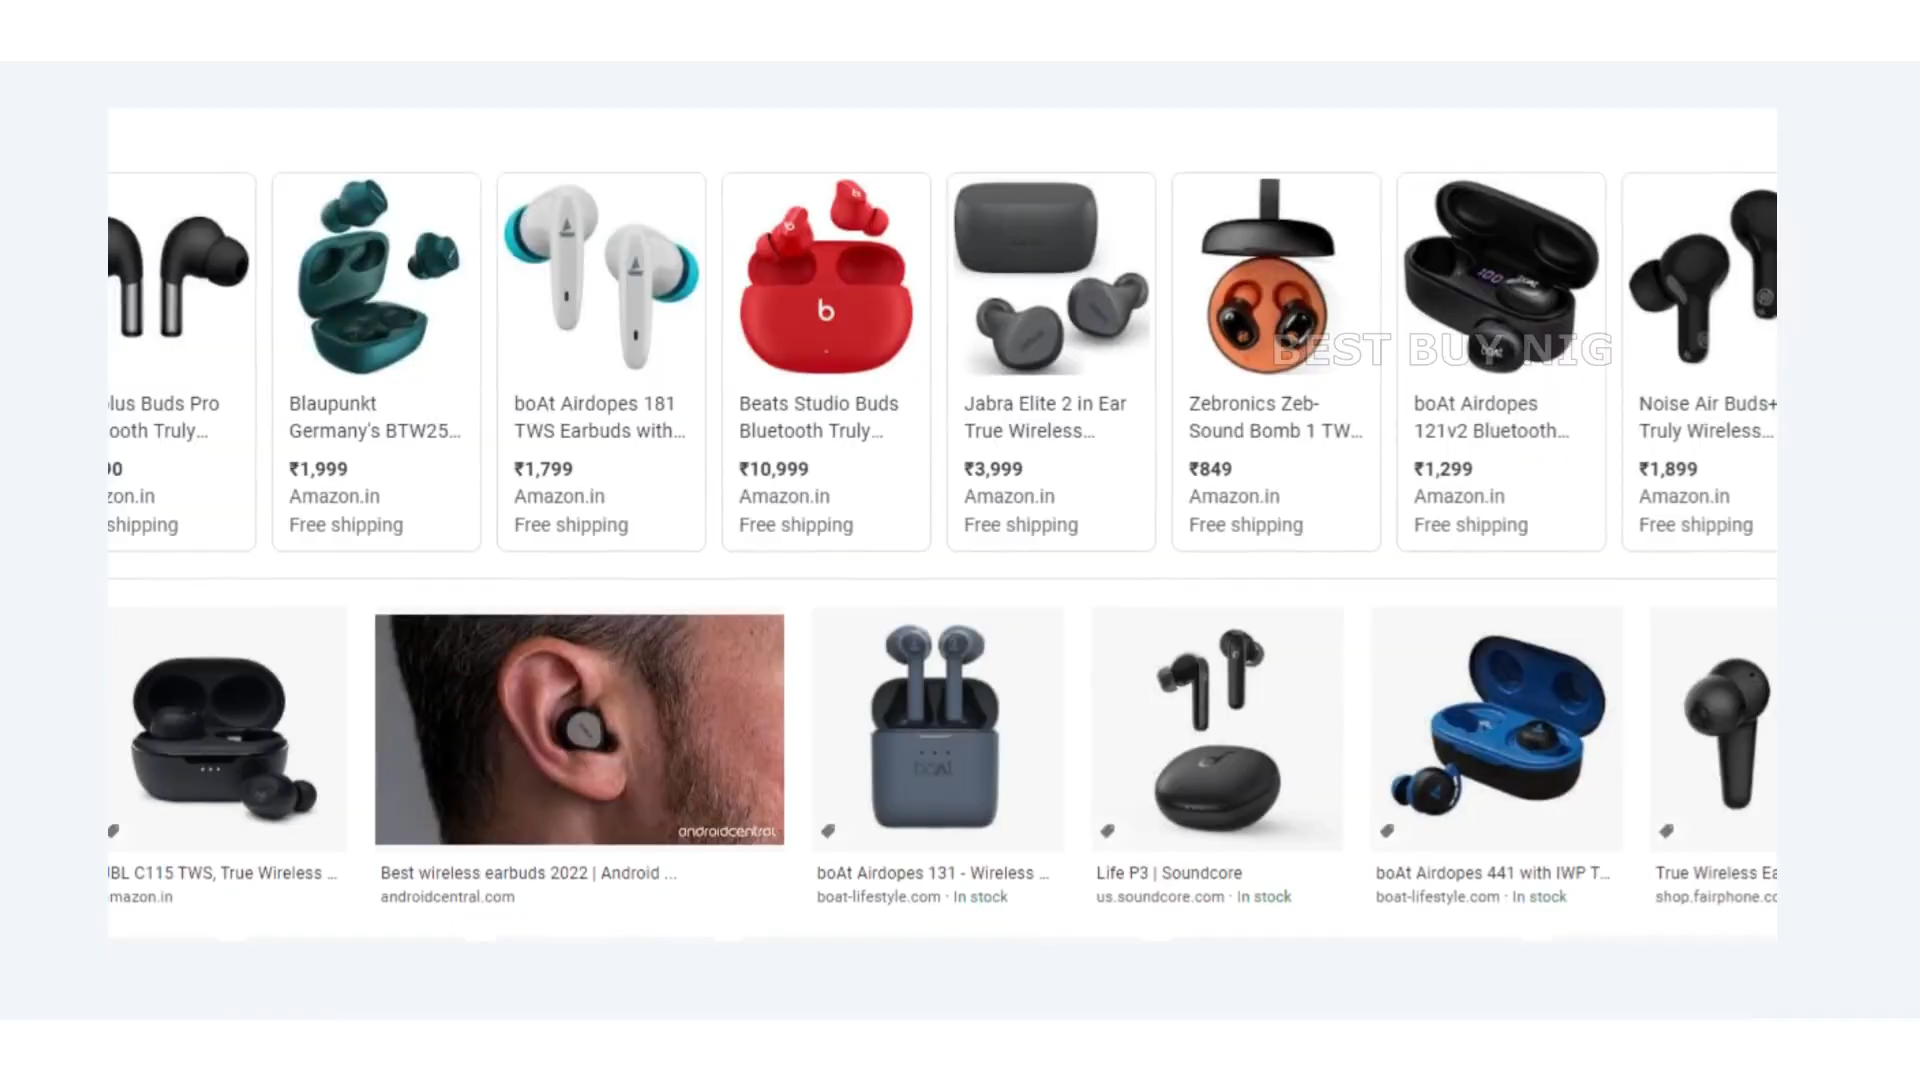 lus Buds Pro
ooth Truly...
90
zon.in
shipping
Blaupunkt
Germany's BTW25...
₹1,999
Amazon.in
Free shipping
boAt Airdopes 181
TWS Earbuds with...
₹1,799
Amazon.in
Free shipping
b
Beats Studio Buds
Bluetooth Truly...
₹10,999
Amazon.in
Free shipping
Jabra Elite 2 in Ear
True Wireless...
₹3,999
Amazon.in
Free shipping
Zebronics Zeb-
Sound Bomb 1 TW...
₹849
Amazon.in
Free shipping
100
boAt
BEST BUY NIG
boAt Airdopes
121v2 Bluetooth...
₹1,299
Amazon.in
Free shipping
Noise Air Buds+
Truly Wireless...
₹1,899
Amazon.in
Free shipping
JBL C115 TWS, True Wireless ...
mazon.in
androidcentral
Best wireless earbuds 2022 | Android ...
androidcentral.com
boAt
boAt Airdopes 131 - Wireless ...
boat-lifestyle.com · In stock
Life P3 | Soundcore
us.soundcore.com · In stock
boAt Airdopes 441 with IWP T...
boat-lifestyle.com · In stock
True Wireless Ea
shop.fairphone.co